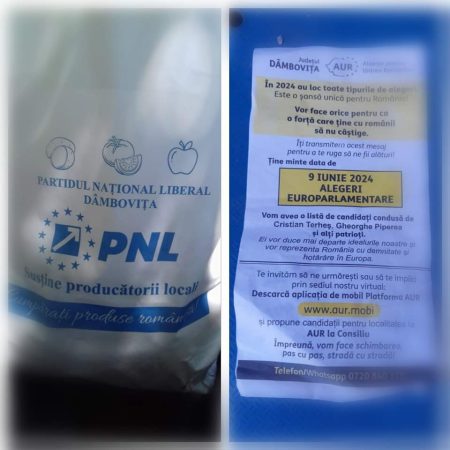 PARTIDUL NAȚIONAL LIBERAL
DÂMBOVIȚA
PNL
Susține producătorii locali
Cumpărați produse românești
Județul
DÂMBOVIȚA
AUR
În 2024 au loc toate tipurile de alegeri
Este o șansă unică pentru România!
Vor face orice pentru ca
o forță care ține cu românii
să nu câștige.
Îți transmitem acest mesaj
pentru a te ruga să ne fii alături!
Ține minte data de
9 IUNIE 2024
ALEGERI
EUROPARLAMENTARE
Vom avea o listă de candidați condusă de
Cristian Terheș, Gheorghe Piperea
și alți patrioți.
Ei vor duce mai departe idealurile noastre și
vor reprezenta România cu demnitate și
hotărâre în Europa.
Te invităm să ne urmărești sau să te implici
prin sediul nostru virtual:
Descarcă aplicația de mobil Platforma AUR
www.aur.mobi
și propune candidați pentru localitatea
AUR la Consiliu
Împreună, vom face schimbarea,
pas cu pas, stradă cu stradă!
Telefon/Whatsapp 0720